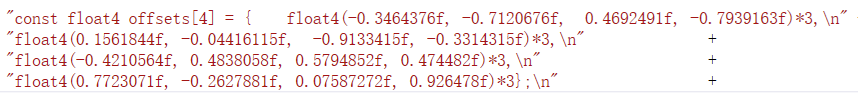 "const float4 offsets[4] = {   float4(-0.3464376f, -0.7120676f,  0.4692491f, -0.7939163f)*3,\n"
"float4(0.1561844f, -0.04416115f,  -0.9133415f, -0.3314315f)*3,\n" +
"float4(-0.4210564f, 0.4838058f, 0.5794852f, 0.474482f)*3,\n" +
"float4(0.7723071f, -0.2627881f, 0.07587272f, 0.926478f)*3};\n" +